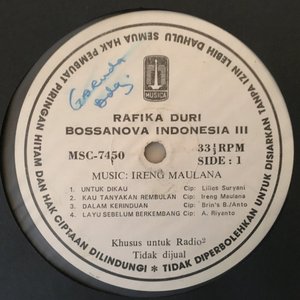 SEMUA HAK PEMBUAT PIRINGAN HITAM DAN HAK CIPTAAN DILINDUNGI * TIDAK DIPERBOLEHKAN UNTUK DISIARKAN TANPA IZIN LEBIH DAHULU
MUSICA
RAFIKA DURI
BOSSANOVA INDONESIA III
MSC-7450
33⅓ RPM
SIDE : 1
MUSIC: IRENG MAULANA
1 UNTUK DIKAU Cip: Lilies Suryani
2 KAU TANYAKAN REMBULAN Cip: Ireng Maulana
3 DALAM KERINDUAN Cip: Brin's B./Anto
4 LAYU SEBELUM BERKEMBANG Cip: A. Riyanto
Khusus untuk Radio²
Tidak dijual